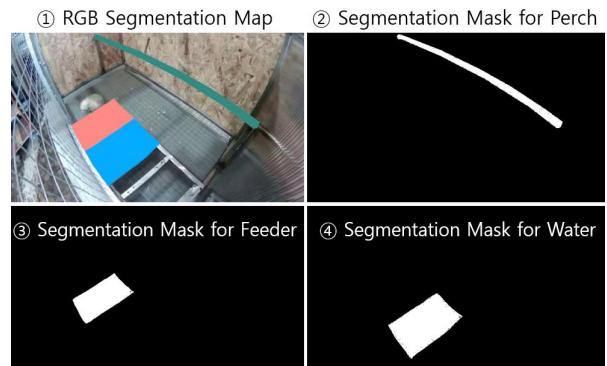 ① RGB Segmentation Map
② Segmentation Mask for Perch
③ Segmentation Mask for Feeder
④ Segmentation Mask for Water